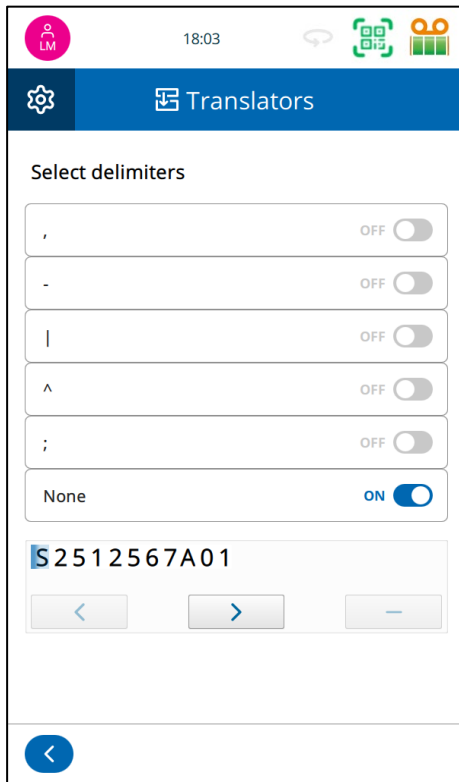 LM
18:03
Translators
Select delimiters
, OFF
- OFF
| OFF
^ OFF
; OFF
None ON
S2512567A01